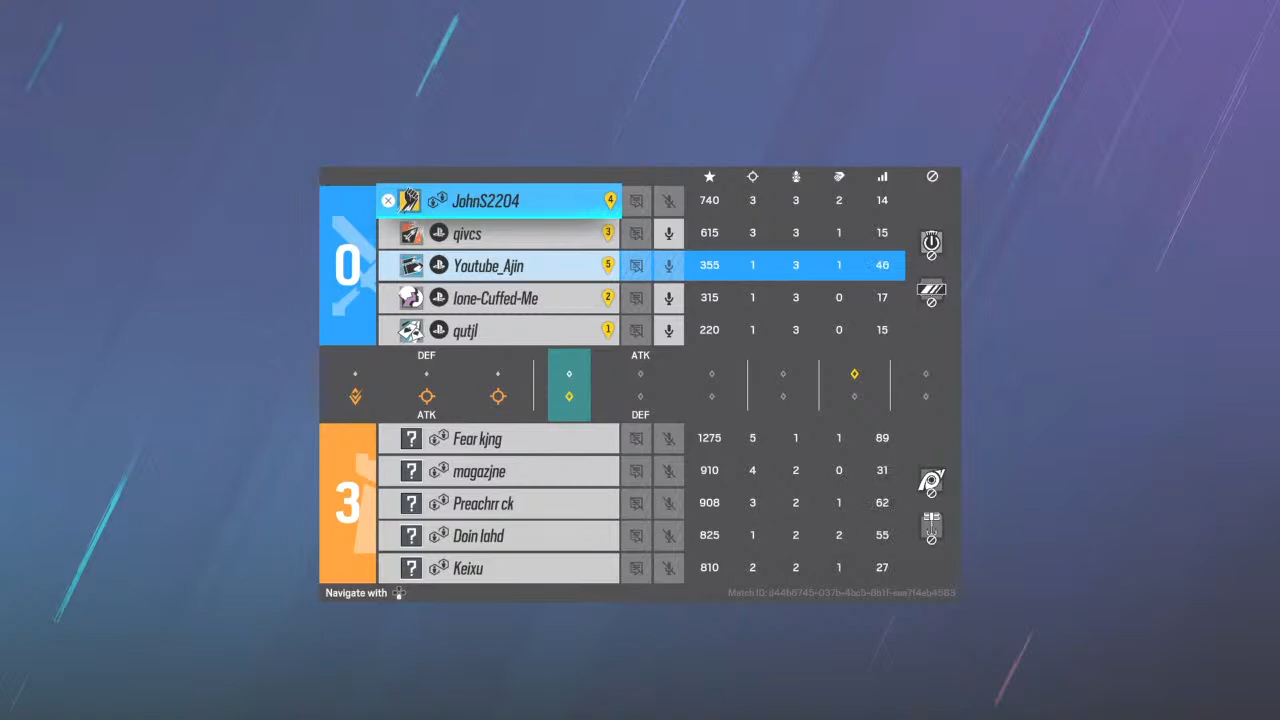 JohnS2204 4 740 3 3 2 14
qivcs 3 615 3 3 1 15
0 Youtube_Ajin 5 355 1 3 1 46
lone-Cuffed-Me 2 315 1 3 0 17
qutjl 1 220 1 3 0 15
DEF ATK
ATK DEF
? Fear kjng 1275 5 1 1 89
? magazjne 910 4 2 0 31
3 ? Preachrr ck 908 3 2 1 62
? Doin lahd 825 1 2 2 55
? Keixu 810 2 2 1 27
Navigate with Match ID: